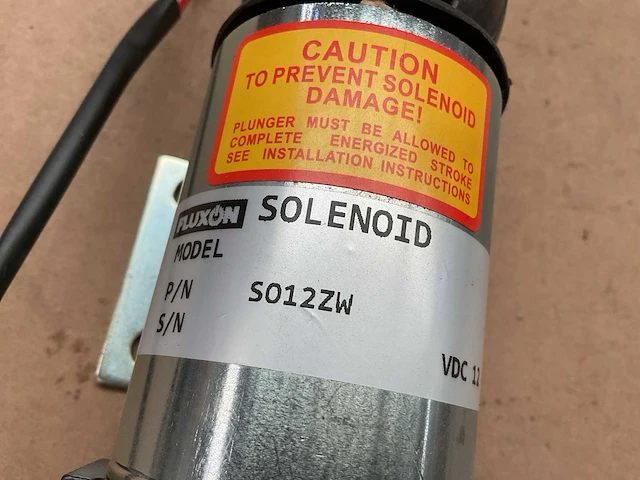 CAUTION
TO PREVENT SOLENOID
DAMAGE!
PLUNGER MUST BE ALLOWED TO
COMPLETE ENERGIZED STROKE
SEE INSTALLATION INSTRUCTIONS
FLUXON SOLENOID
MODEL
P/N SO12ZW
S/N
VDC 12